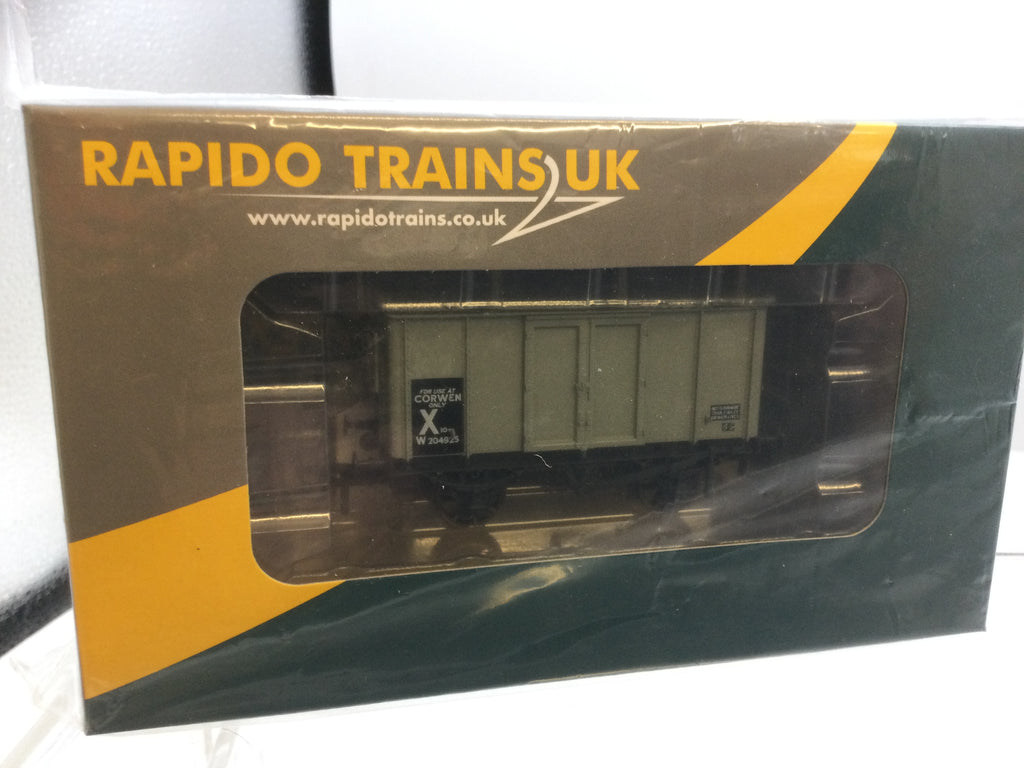 RAPIDO TRAINS UK
www.rapidotrains.co.uk
FOR USE AT
CORWEN
ONLY
X
W 204925